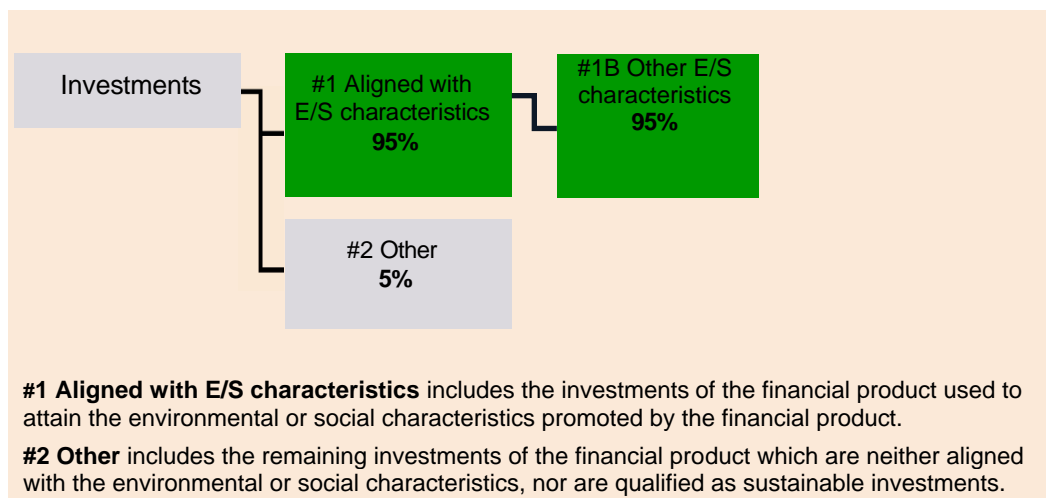 Investments
#1 Aligned with
E/S characteristics
95%
#1B Other E/S
characteristics
95%
#2 Other
5%
#1 Aligned with E/S characteristics includes the investments of the financial product used to
attain the environmental or social characteristics promoted by the financial product.
#2 Other includes the remaining investments of the financial product which are neither aligned
with the environmental or social characteristics, nor are qualified as sustainable investments.